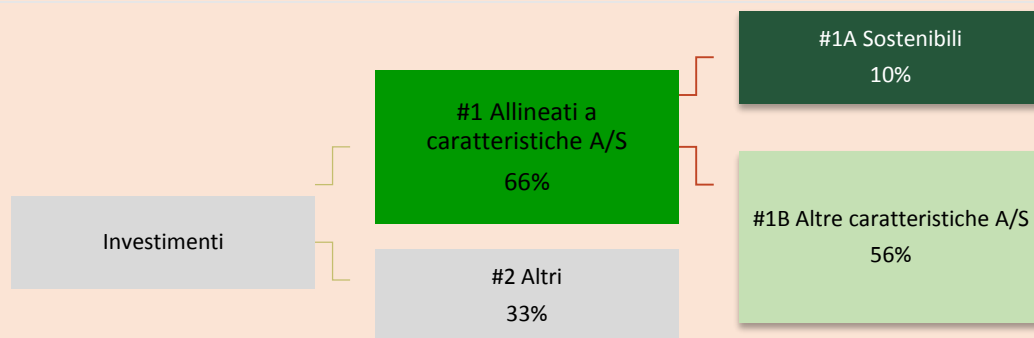 Investimenti
#1 Allineati a
caratteristiche A/S
66%
#2 Altri
33%
#1A Sostenibili
10%
#1B Altre caratteristiche A/S
56%